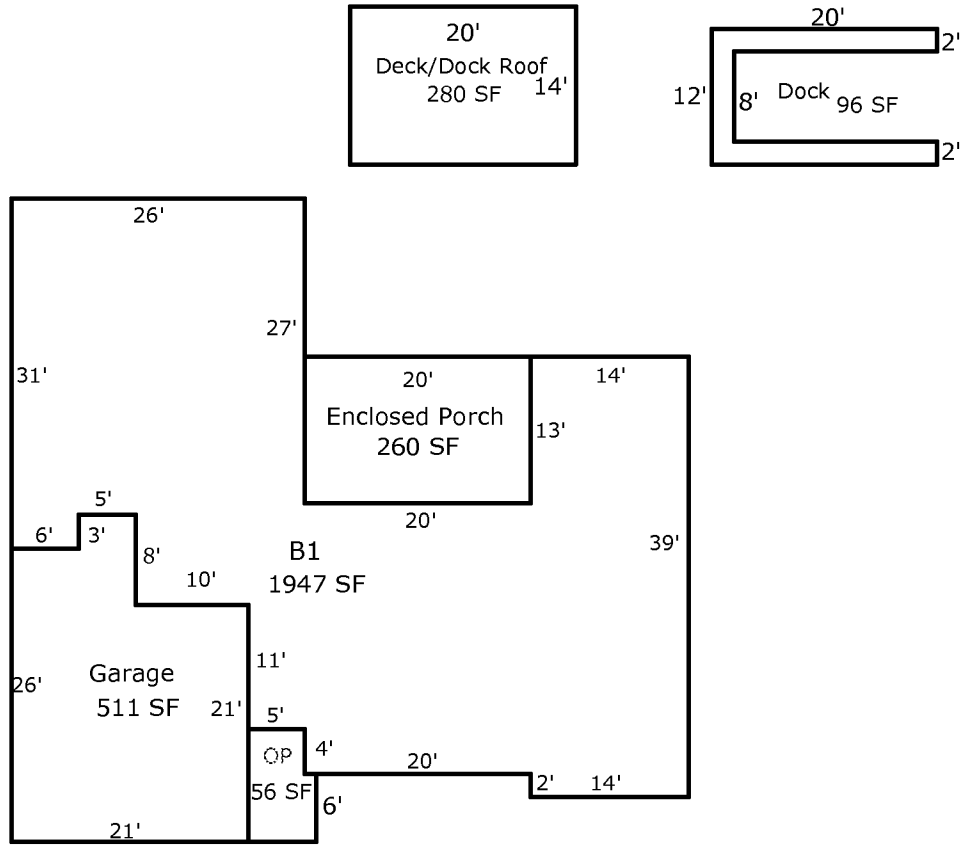 20'
Deck/Dock Roof
280 SF
14'
20'
2'
12'
8'
Dock
96 SF
2'
26'
27'
31'
20'
14'
Enclosed Porch
260 SF
13'
5'
20'
6'
3'
8'
39'
B1
1947 SF
10'
11'
Garage
511 SF
26'
21'
5'
OP
56 SF
4'
20'
2'
14'
6'
21'